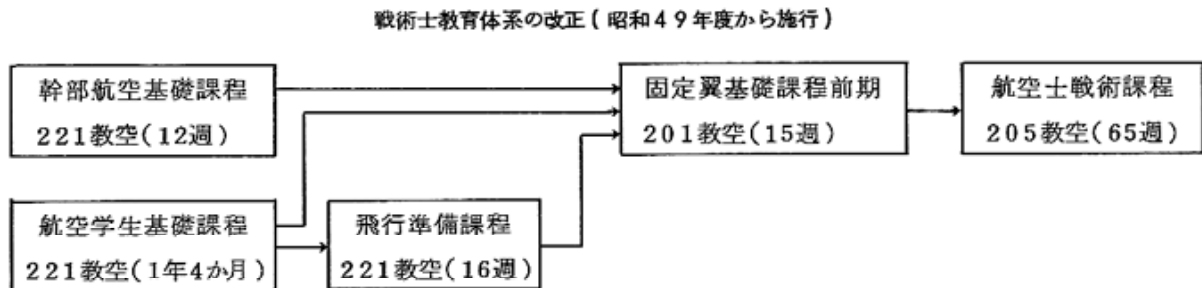 戦術士教育体系の改正(昭和49年度から施行)
幹部航空基礎課程
221教空(12週)
固定翼基礎課程前期
201教空(15週)
航空士戦術課程
205教空(65週)
航空学生基礎課程
221教空(1年4か月)
飛行準備課程
221教空(16週)